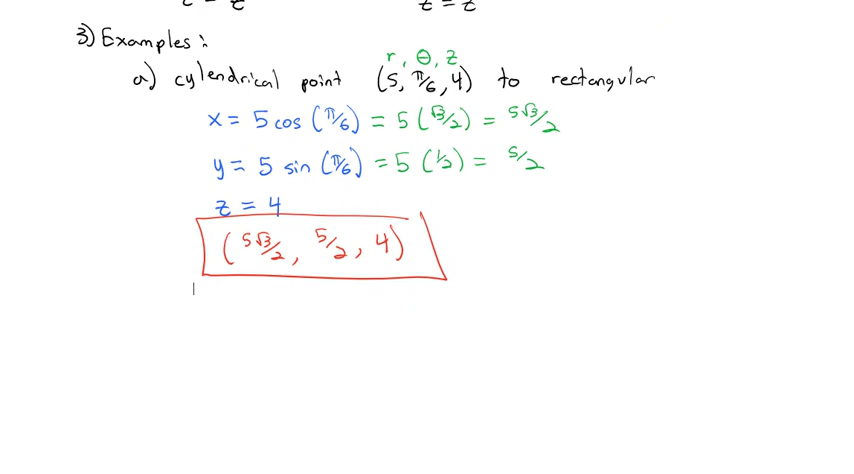 z = z z = z
3) Examples:
r, θ, z
a) cylendrical point (5, π/6, 4) to rectangular
x = 5 cos (π/6) = 5 (√3/2) = 5√3/2
y = 5 sin (π/6) = 5 (1/2) = 5/2
z = 4
(5√3/2, 5/2, 4)